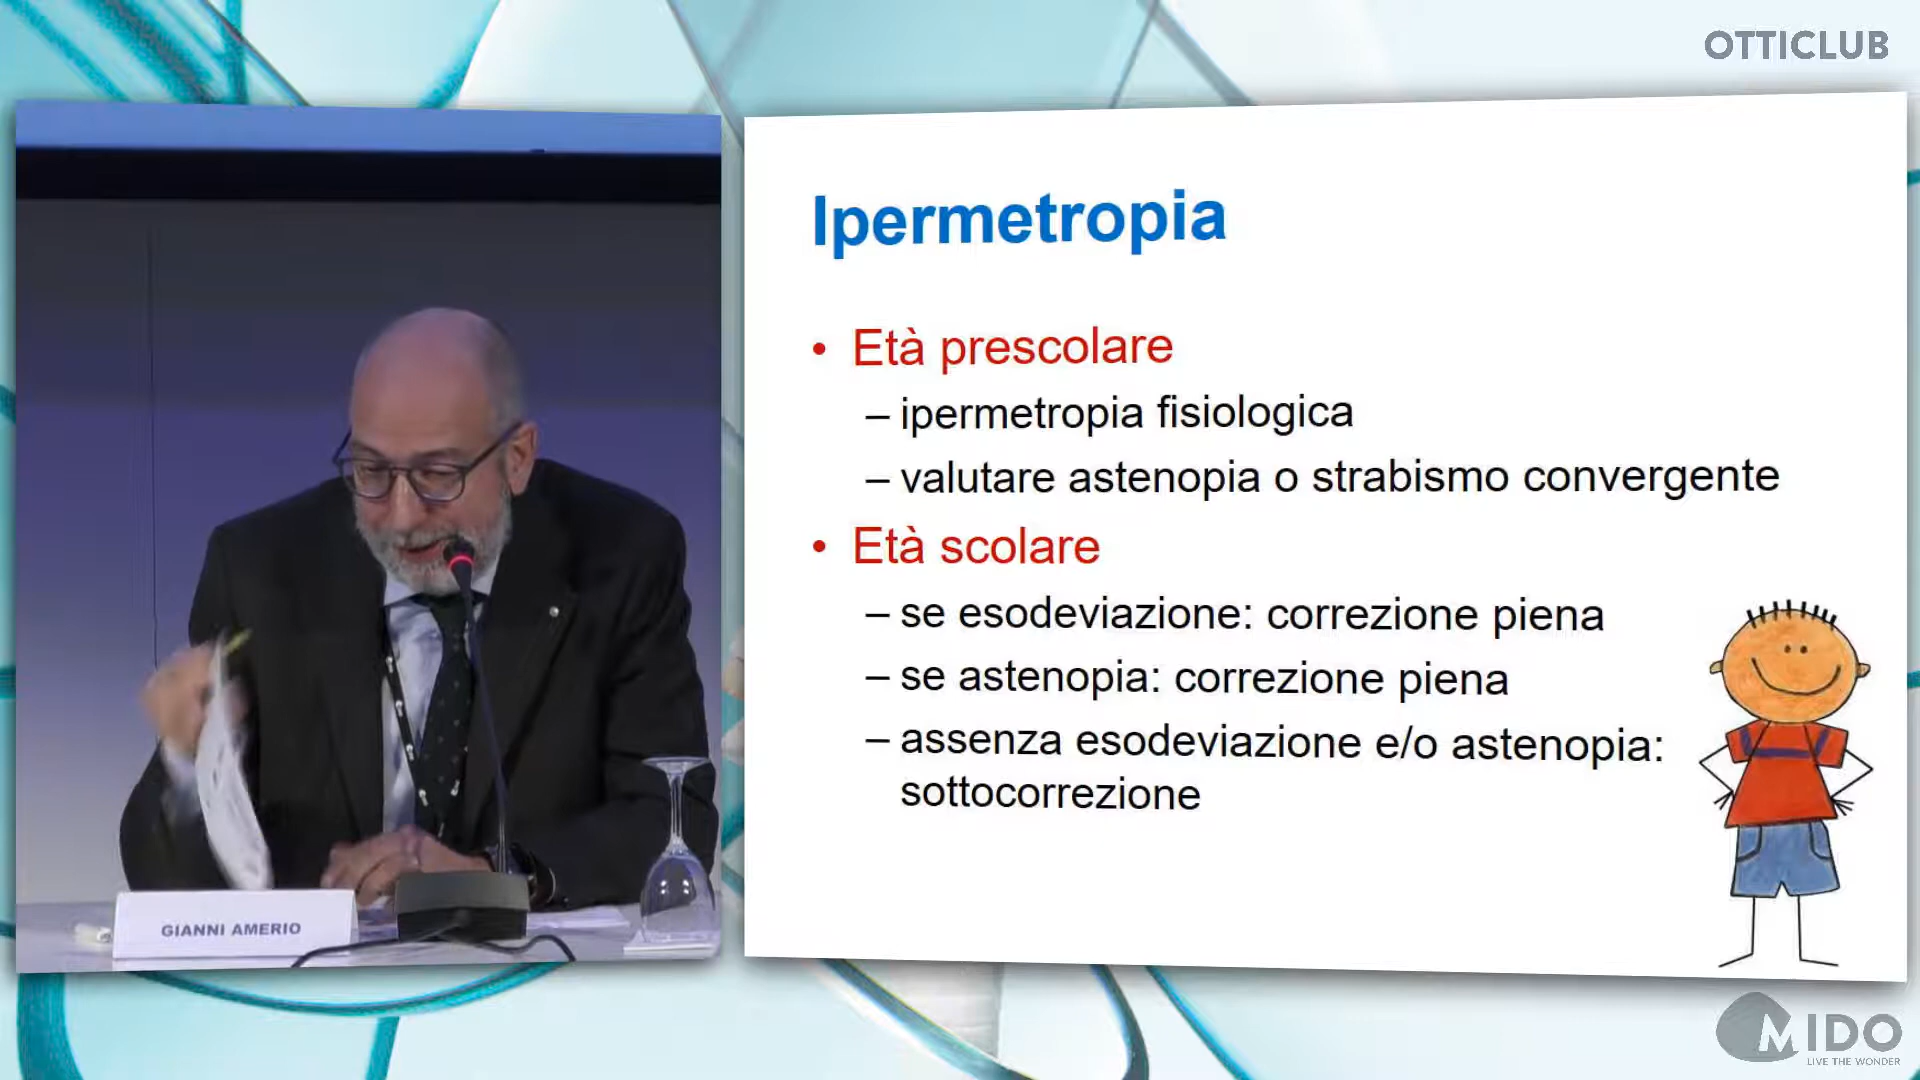 OTTICLUB
Ipermetropia
• Età prescolare
– ipermetropia fisiologica
– valutare astenopia o strabismo convergente
• Età scolare
– se esodeviazione: correzione piena
– se astenopia: correzione piena
– assenza esodeviazione e/o astenopia:
sottocorrezione
GIANNI AMERIO
MIDO
LIVE THE WONDER